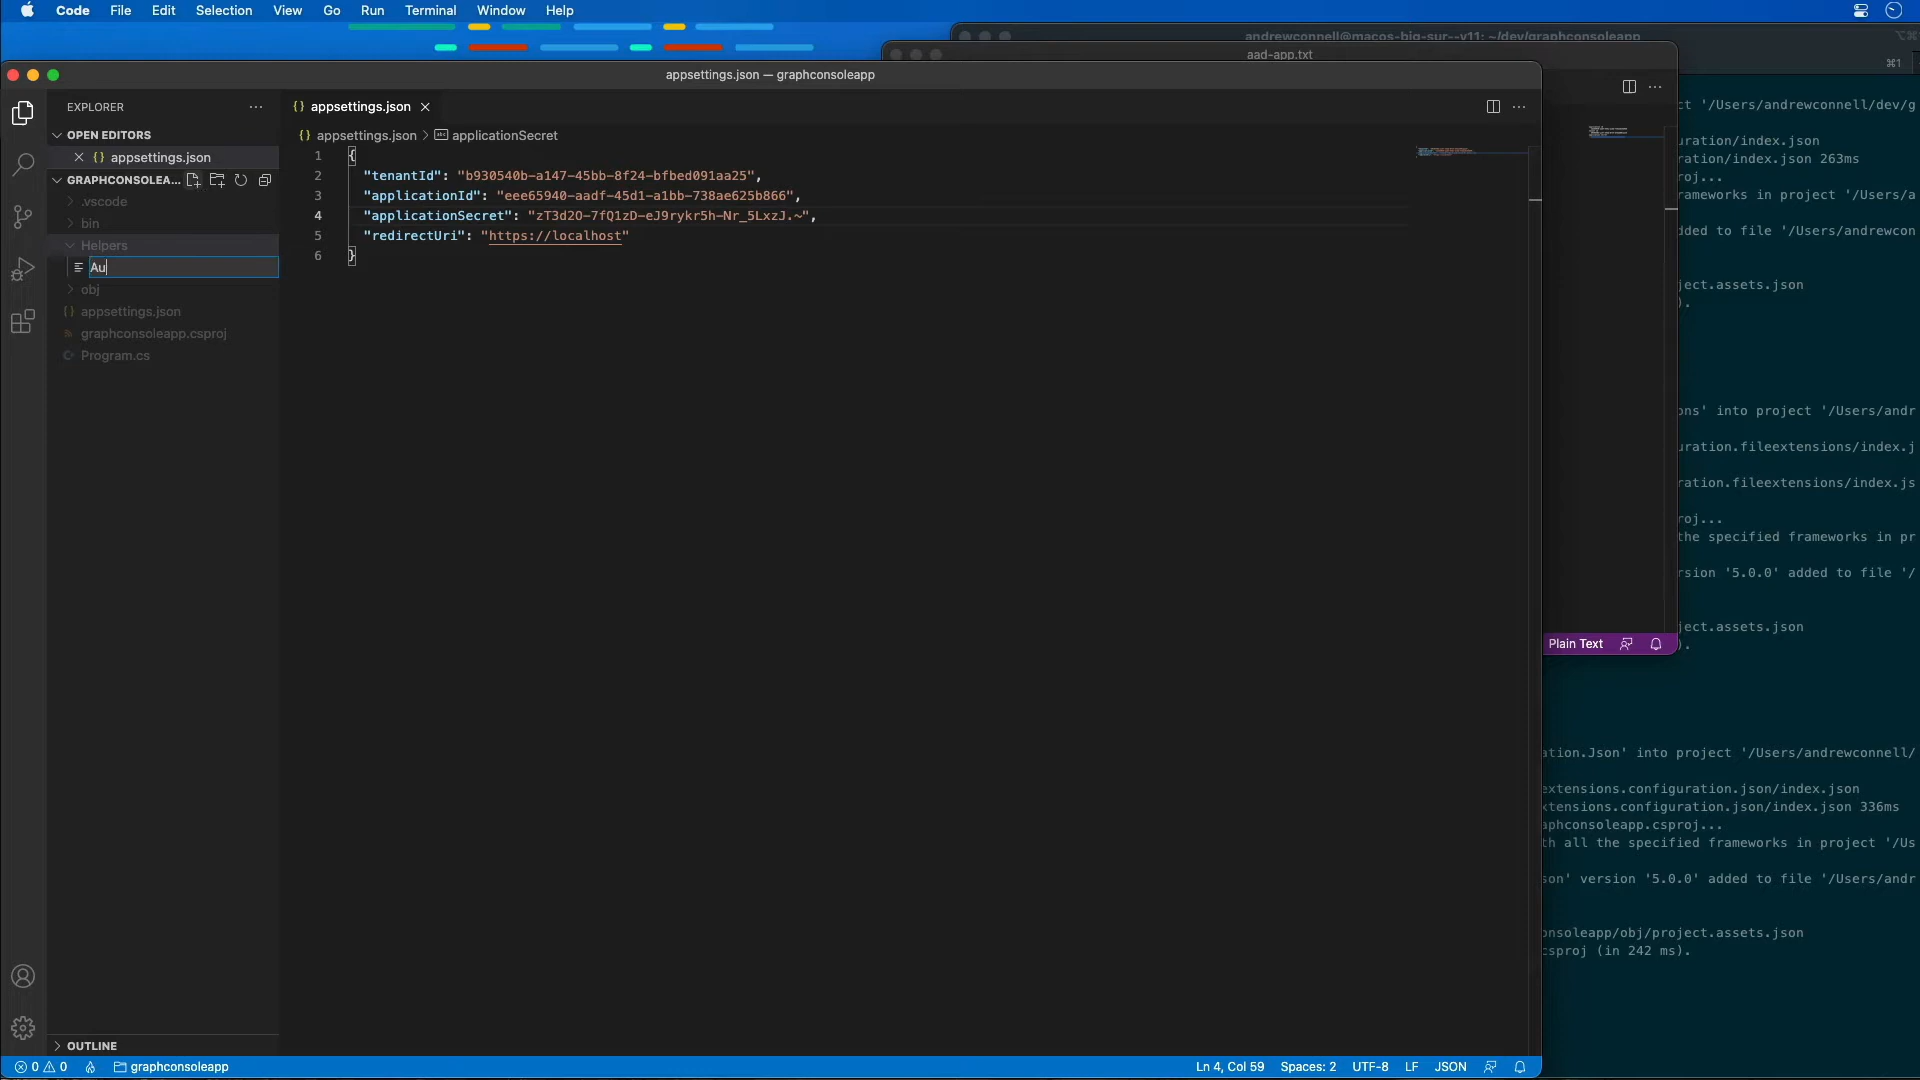 Code File Edit Selection View Go Run Terminal Window Help
andrewconnell@macos-big-sur--v11: ~/dev/graphconsoleapp
aad-app.txt
⌘1
appsettings.json — graphconsoleapp
EXPLORER
appsettings.json
OPEN EDITORS
appsettings.json
appsettings.json > applicationSecret
GRAPHCONSOLEA...
.vscode
bin
Helpers
Au
obj
appsettings.json
graphconsoleapp.csproj
Program.cs
OUTLINE
1 {
2 "tenantId": "b930540b-a147-45bb-8f24-bfbed091aa25",
3 "applicationId": "eee65940-aadf-45d1-a1bb-738ae625b866",
4 "applicationSecret": "zT3d2O-7fQ1zD-eJ9rykr5h-Nr_5LxzJ.~",
5 "redirectUri": "https://localhost"
6 }
Plain Text
ct '/Users/andrewconnell/dev/g
uration/index.json
ration/index.json 263ms
roj...
rameworks in project '/Users/a
dded to file '/Users/andrewcon
ject.assets.json
).
ons' into project '/Users/andr
uration.fileextensions/index.j
ration.fileextensions/index.js
roj...
the specified frameworks in pr
rsion '5.0.0' added to file '/
ject.assets.json
).
ation.Json' into project '/Users/andrewconnell/
extensions.configuration.json/index.json
xtensions.configuration.json/index.json 336ms
aphconsoleapp.csproj...
th all the specified frameworks in project '/Us
son' version '5.0.0' added to file '/Users/andr
onsoleapp/obj/project.assets.json
csproj (in 242 ms).
0 0 graphconsoleapp
Ln 4, Col 59 Spaces: 2 UTF-8 LF JSON